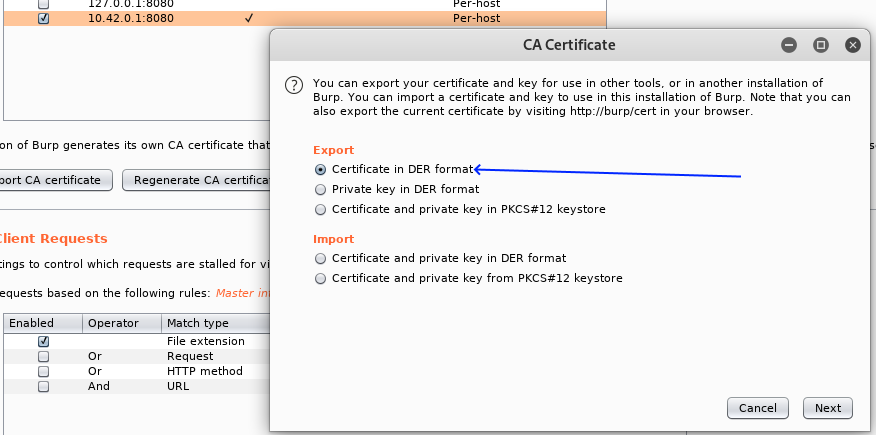 127.0.0.1:8080 Per-host
10.42.0.1:8080 Per-host
CA Certificate
You can export your certificate and key for use in other tools, or in another installation of
Burp. You can import a certificate and key to use in this installation of Burp. Note that you can
also export the current certificate by visiting http://burp/cert in your browser.
Export
Certificate in DER format
Private key in DER format
Certificate and private key in PKCS#12 keystore
Import
Certificate and private key in DER format
Certificate and private key from PKCS#12 keystore
Cancel Next
on of Burp generates its own CA certificate that
port CA certificate Regenerate CA certifica
Client Requests
tings to control which requests are stalled for vi
equests based on the following rules: Master in
Enabled Operator Match type
File extension
Or Request
Or HTTP method
And URL